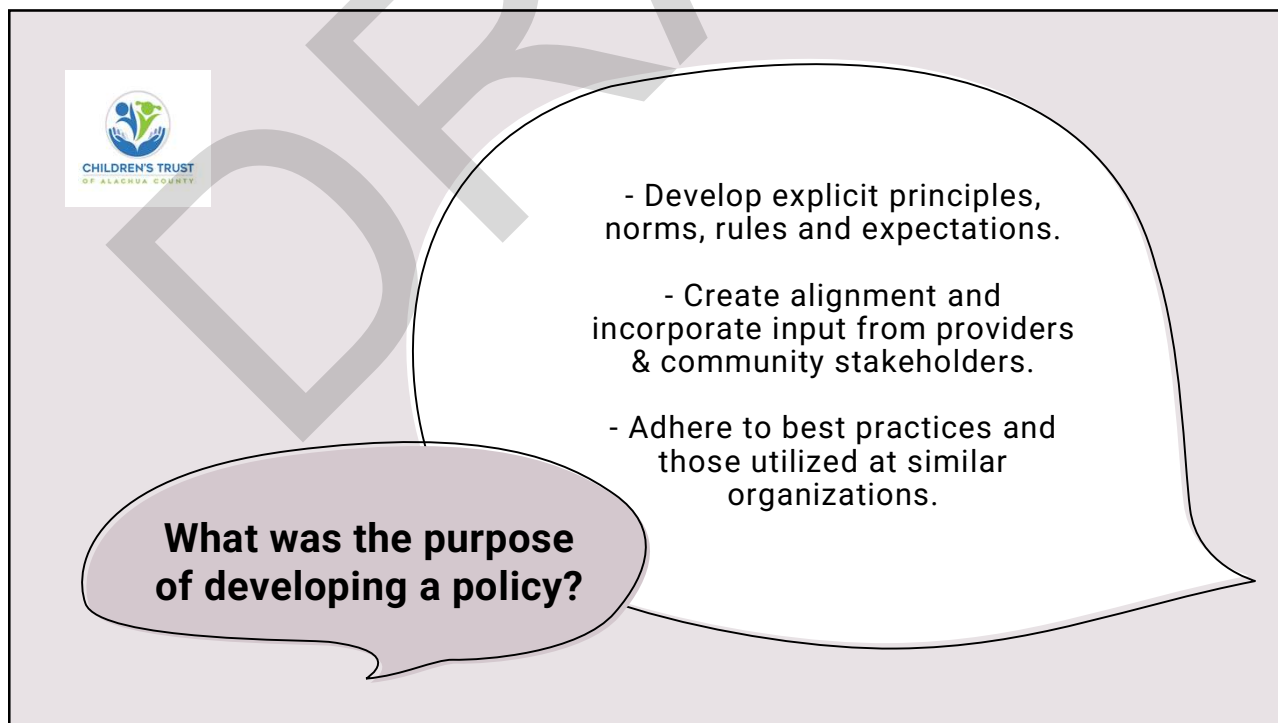 CHILDREN'S TRUST
OF ALACHUA COUNTY
- Develop explicit principles,
norms, rules and expectations.
- Create alignment and
incorporate input from providers
& community stakeholders.
- Adhere to best practices and
those utilized at similar
organizations.
What was the purpose
of developing a policy?